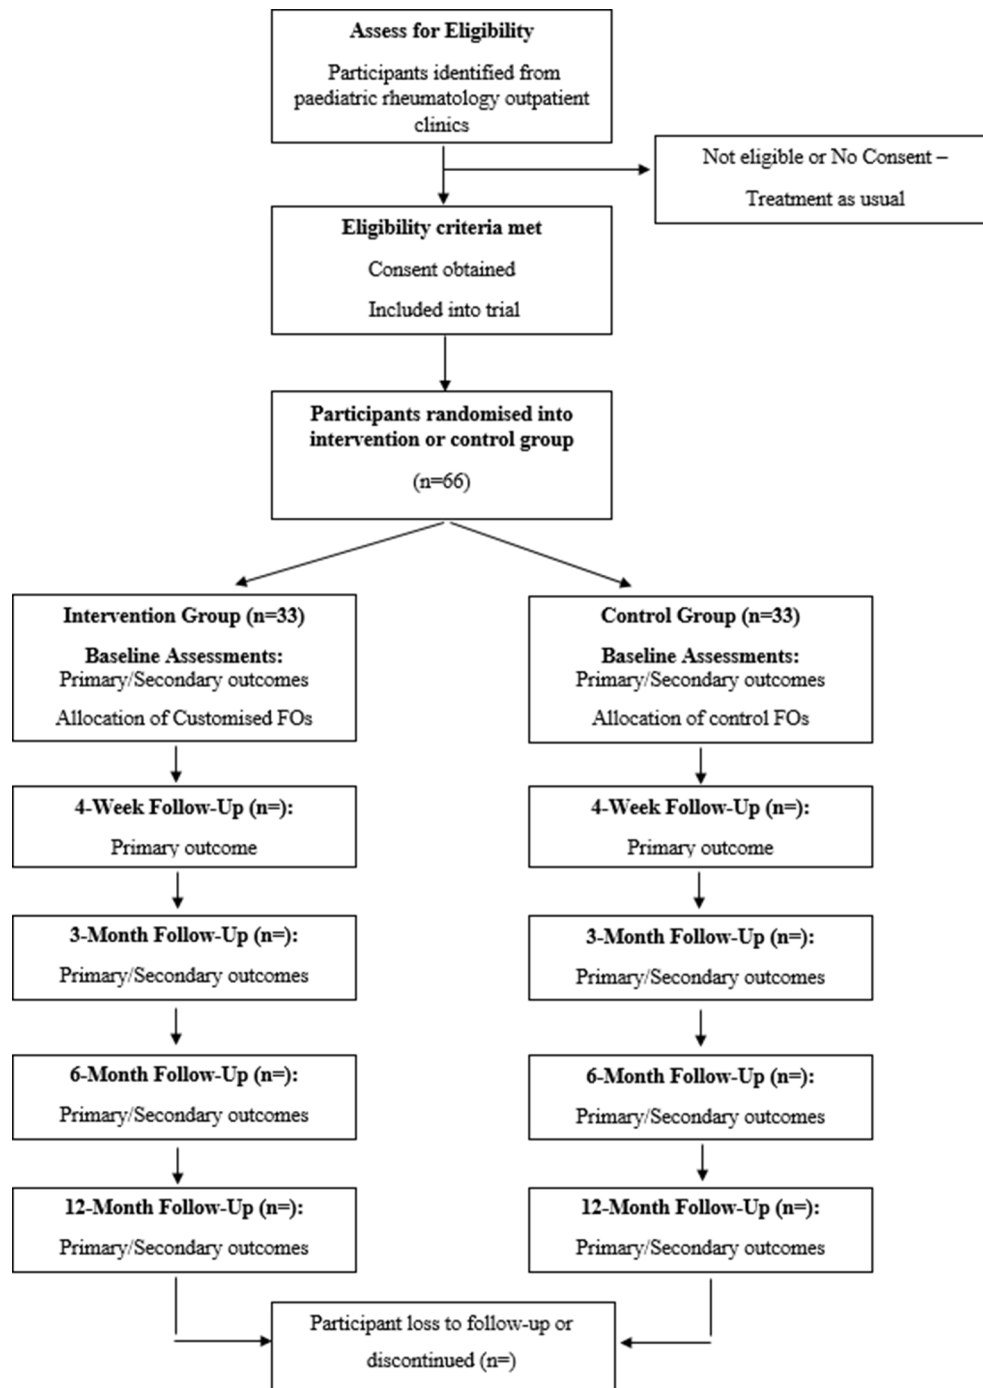 Assess for Eligibility
Participants identified from
paediatric rheumatology outpatient
clinics
Not eligible or No Consent –
Treatment as usual
Eligibility criteria met
Consent obtained
Included into trial
Participants randomised into
intervention or control group
(n=66)
Intervention Group (n=33)
Baseline Assessments:
Primary/Secondary outcomes
Allocation of Customised FOs
Control Group (n=33)
Baseline Assessments:
Primary/Secondary outcomes
Allocation of control FOs
4-Week Follow-Up (n=):
Primary outcome
4-Week Follow-Up (n=):
Primary outcome
3-Month Follow-Up (n=):
Primary/Secondary outcomes
3-Month Follow-Up (n=):
Primary/Secondary outcomes
6-Month Follow-Up (n=):
Primary/Secondary outcomes
6-Month Follow-Up (n=):
Primary/Secondary outcomes
12-Month Follow-Up (n=):
Primary/Secondary outcomes
12-Month Follow-Up (n=):
Primary/Secondary outcomes
Participant loss to follow-up or
discontinued (n=)